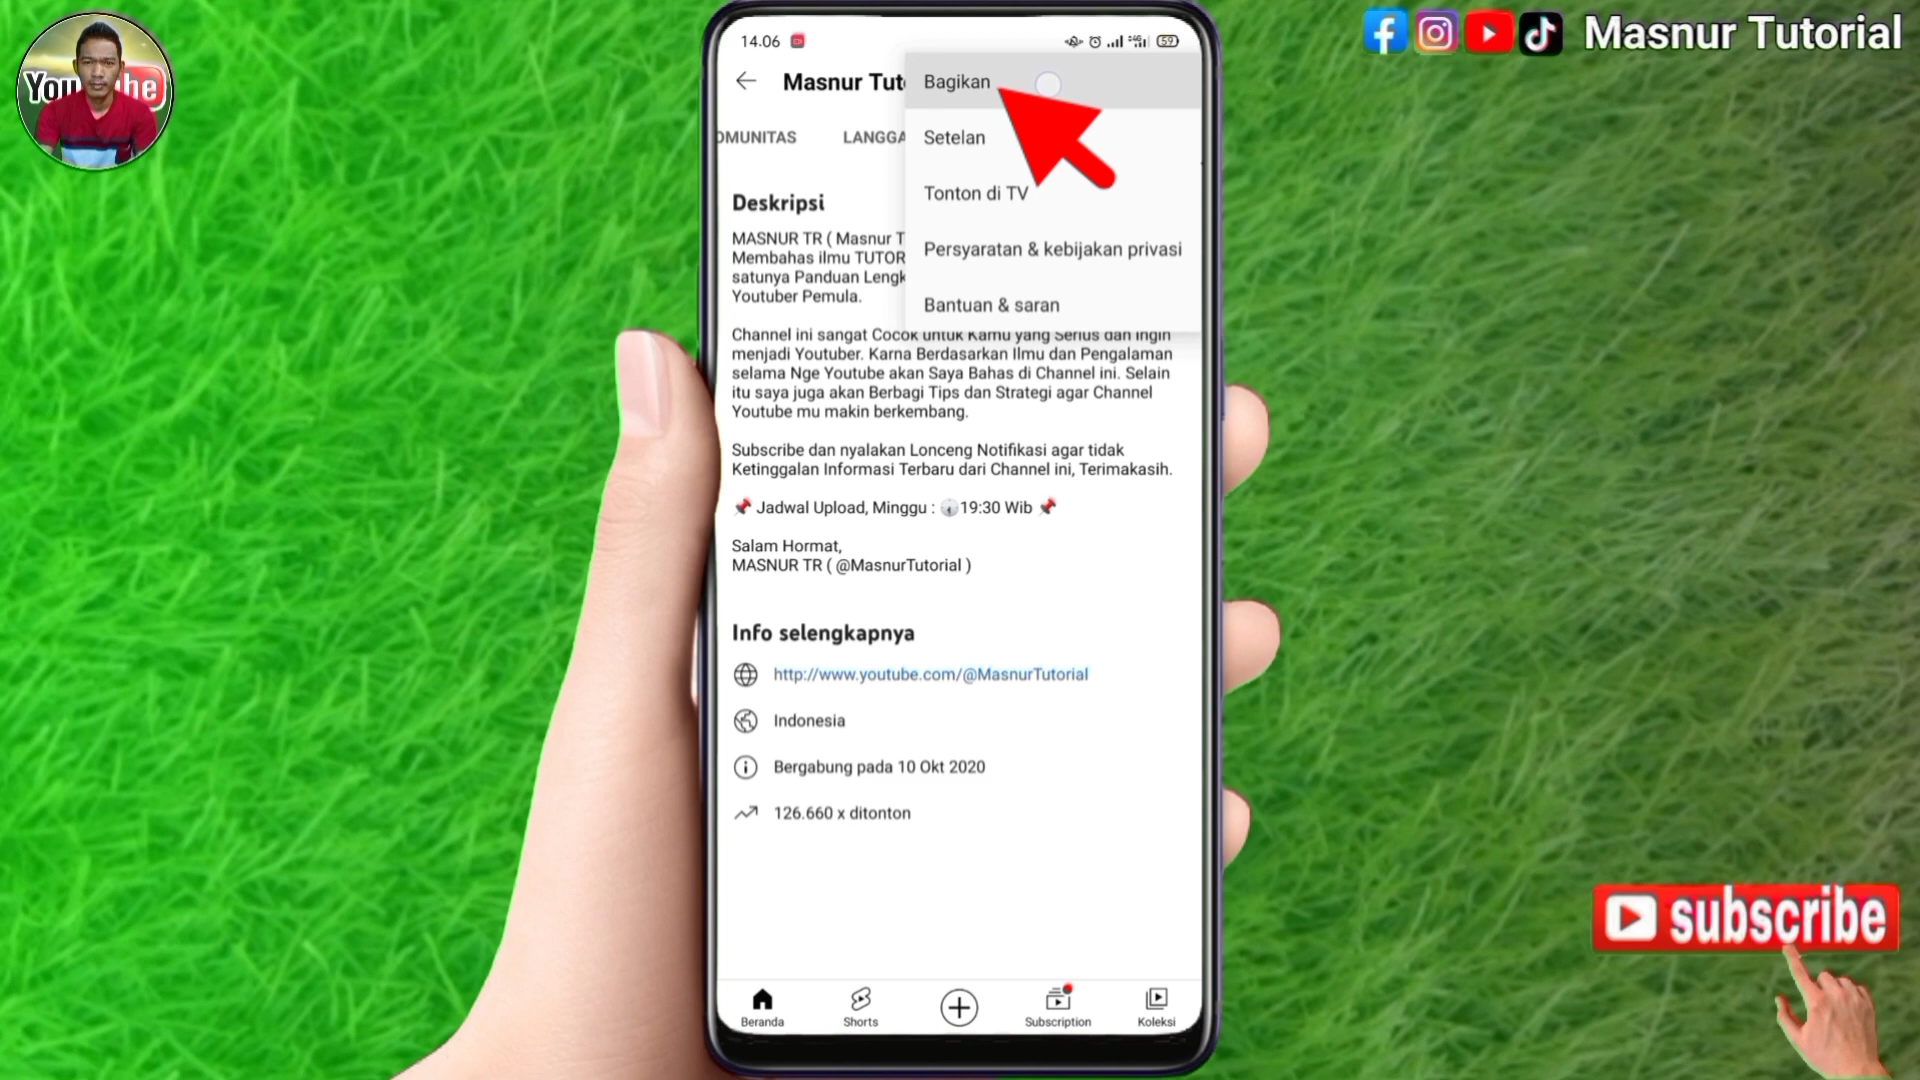 Masnur Tutorial
YouTube
14.06
59
Masnur Tut
Bagikan
Setelan
Tonton di TV
Persyaratan & kebijakan privasi
Bantuan & saran
OMUNITAS
LANGGA
Deskripsi
MASNUR TR ( Masnur T
Membahas ilmu TUTOR
satunya Panduan Lengk
Youtuber Pemula.
Channel ini sangat Cocok untuk Kamu yang Serius dan Ingin
menjadi Youtuber. Karna Berdasarkan Ilmu dan Pengalaman
selama Nge Youtube akan Saya Bahas di Channel ini. Selain
itu saya juga akan Berbagi Tips dan Strategi agar Channel
Youtube mu makin berkembang.
Subscribe dan nyalakan Lonceng Notifikasi agar tidak
Ketinggalan Informasi Terbaru dari Channel ini, Terimakasih.
📌 Jadwal Upload, Minggu : 🕡19:30 Wib 📌
Salam Hormat,
MASNUR TR ( @MasnurTutorial )
Info selengkapnya
http://www.youtube.com/@MasnurTutorial
Indonesia
Bergabung pada 10 Okt 2020
126.660 x ditonton
Beranda
Shorts
Subscription
Koleksi
subscribe